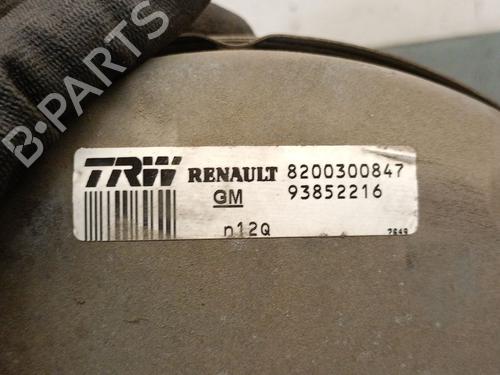 B-PARTS
TRW RENAULT 8200300847
GM 93852216
n12Q